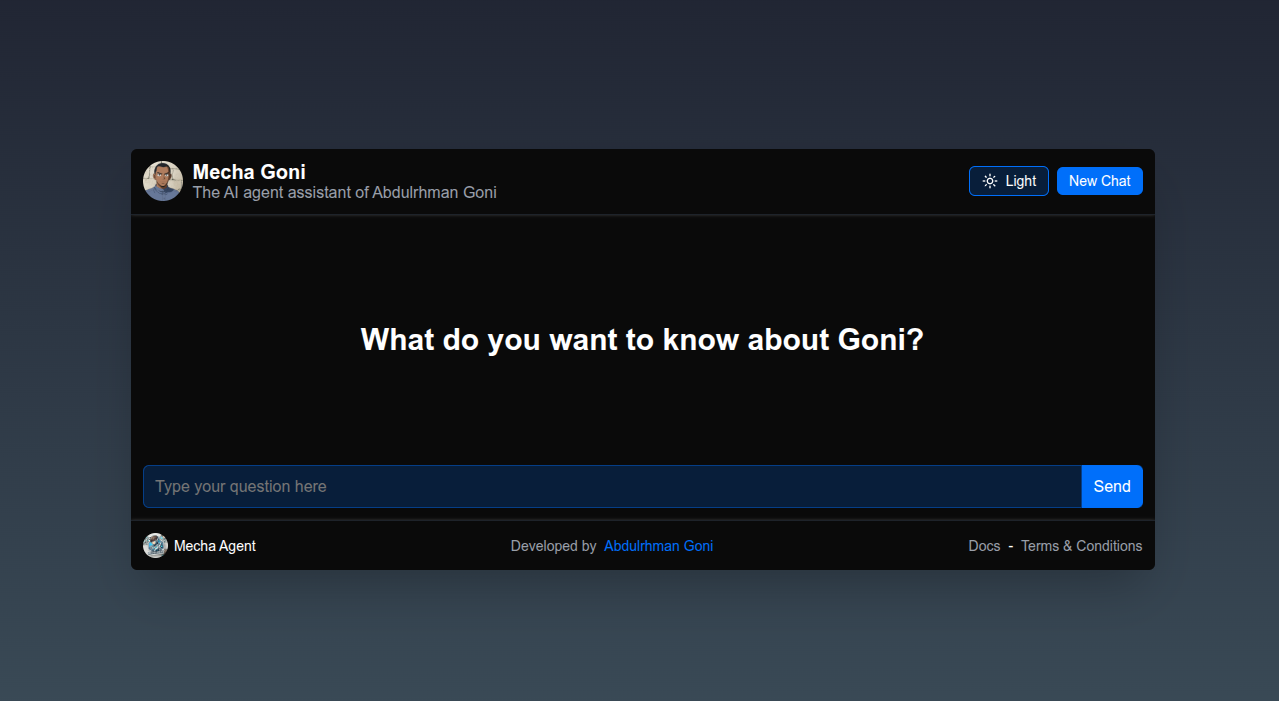 Mecha Goni
The AI agent assistant of Abdulrhman Goni
Light
New Chat
What do you want to know about Goni?
Type your question here
Send
Mecha Agent
Developed by Abdulrhman Goni
Docs - Terms & Conditions